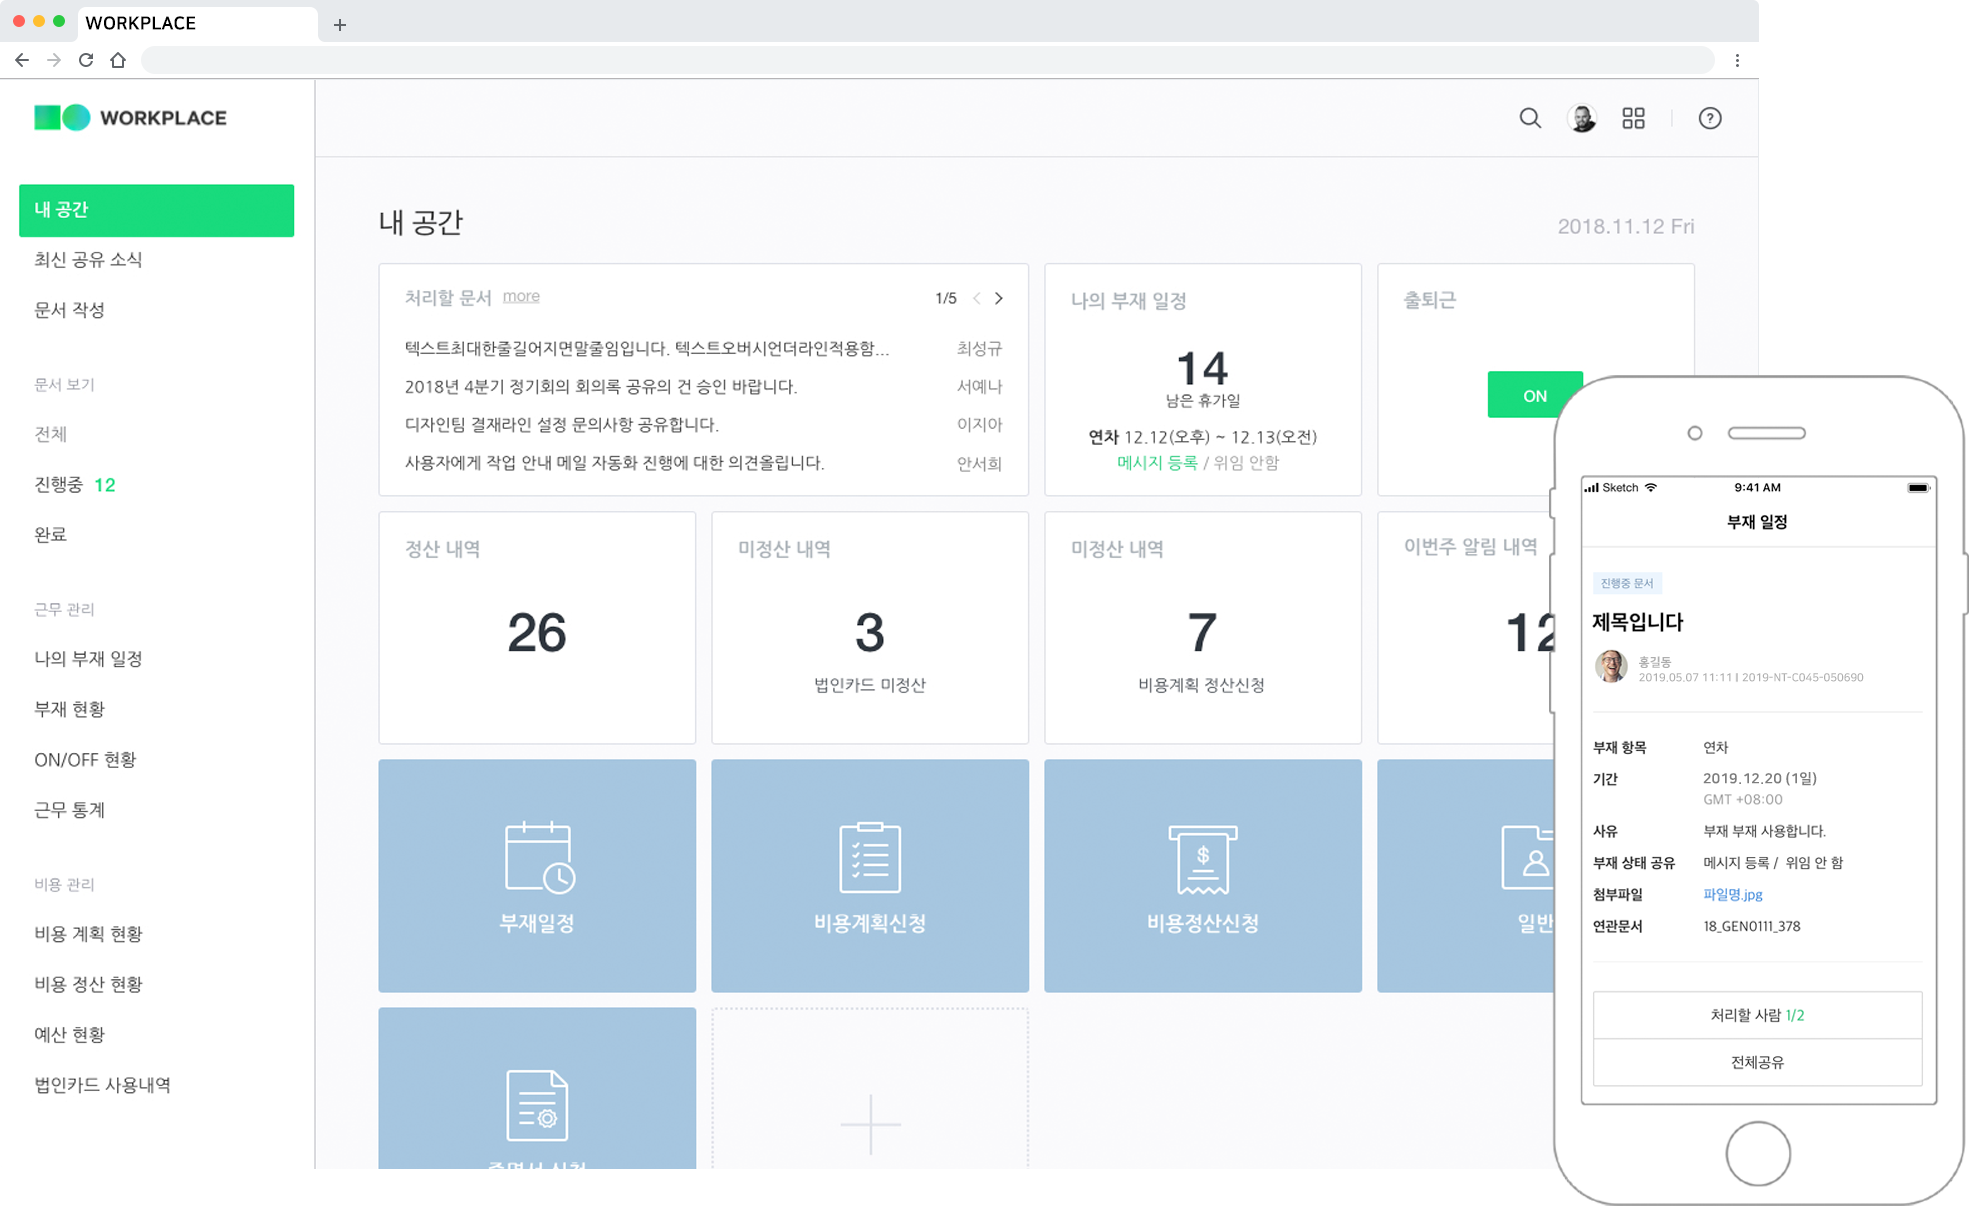 WORKPLACE
WORKPLACE
내 공간
최신 공유 소식
문서 작성
문서 보기
전체
진행중 12
완료
근무 관리
나의 부재 일정
부재 현황
ON/OFF 현황
근무 통계
비용 관리
비용 계획 현황
비용 정산 현황
예산 현황
법인카드 사용내역
내 공간
2018.11.12 Fri
처리할 문서 more 1/5
텍스트최대한줄길어지면말줄임입니다. 텍스트오버시언더라인적용함... 최성규
2018년 4분기 정기회의 회의록 공유의 건 승인 바랍니다. 서예나
디자인팀 결재라인 설정 문의사항 공유합니다. 이지아
사용자에게 작업 안내 메일 자동화 진행에 대한 의견올립니다. 안서희
나의 부재 일정
14
남은 휴가일
연차 12.12(오후) ~ 12.13(오전)
메시지 등록 / 위임 안함
출퇴근
ON
정산 내역
26
미정산 내역
3
법인카드 미정산
미정산 내역
7
비용계획 정산신청
이번주 알림 내역
12
부재일정
비용계획신청
$
비용정산신청
일반
Sketch 9:41 AM
부재 일정
진행중 문서
제목입니다
홍길동
2019.05.07 11:11 | 2019-NT-C045-050690
부재 항목 연차
기간 2019.12.20 (1일)
GMT +08:00
사유 부재 부재 사용합니다.
부재 상태 공유 메시지 등록 / 위임 안 함
첨부파일 파일명.jpg
연관문서 18_GEN0111_378
처리할 사람 1/2
전체공유